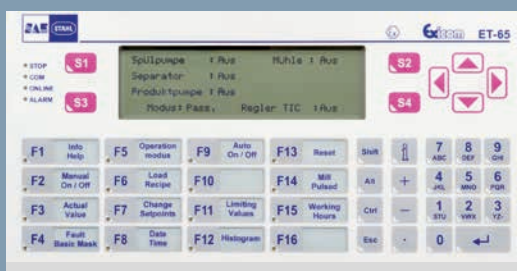 STAHL
Exicom ET-65
STOP
COM
ONLINE
ALARM
S1
S3
Spülpumpe : Aus Mühle : Aus
Separator : Aus
Produktpumpe : Aus
Modus: Pass. Regler TIC : Aus
S2
S4
F1 Info Help
F5 Operation modus
F9 Auto On / Off
F13 Reset
Shift
7 ABC
8 DEF
9 GHI
F2 Manual On / Off
F6 Load Recipe
F10
F14 Mill Pulsed
Alt
+
4 JKL
5 MNO
6 PQR
F3 Actual Value
F7 Change Setpoints
F11 Limiting Values
F15 Working Hours
Ctrl
-
1 STU
2 VWX
3 YZ-
F4 Fault Basic Mask
F8 Date Time
F12 Histogram
F16
Esc
.
0